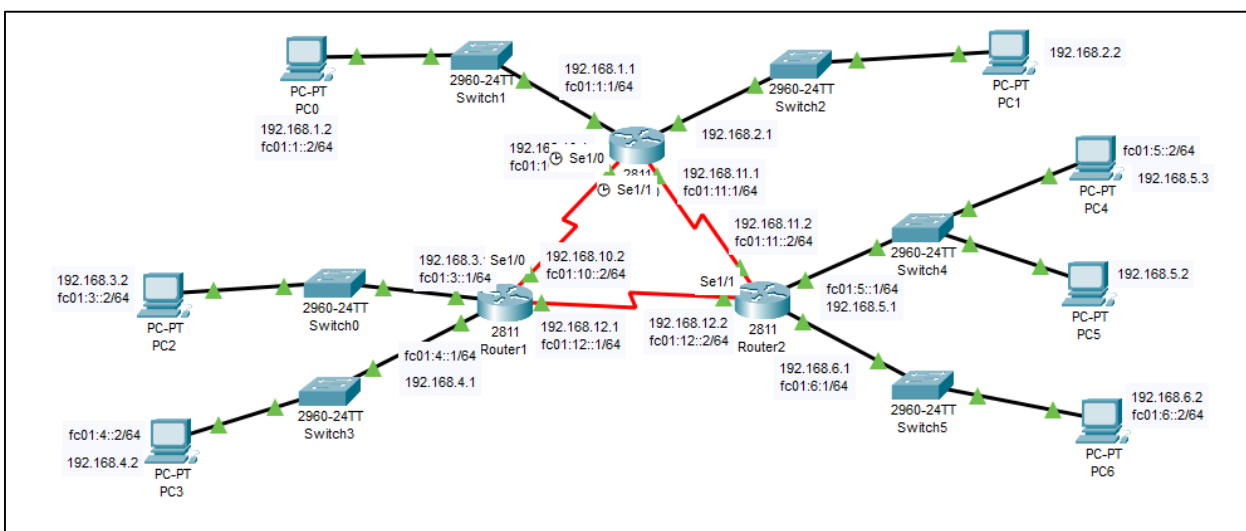 PC-PT
PC0
192.168.1.2
fc01:1::2/64
2960-24TT
Switch1
192.168.1.1
fc01:1:1/64
2960-24TT
Switch2
PC-PT
PC1
192.168.2.2
192.168.2.1
Se1/0
2811
Se1/1
192.168.11.1
fc01:11:1/64
fc01:5::2/64
192.168.5.3
PC-PT
PC4
192.168.11.2
fc01:11::2/64
2960-24TT
Switch4
192.168.5.2
PC-PT
PC5
192.168.3.2
fc01:3::2/64
PC-PT
PC2
2960-24TT
Switch0
192.168.3.
fc01:3::1/64
Se1/0
192.168.10.2
fc01:10::2/64
2811
Router1
192.168.12.1
fc01:12::1/64
Se1/1
192.168.12.2
fc01:12::2/64
2811
Router2
fc01:5::1/64
192.168.5.1
fc01:4::1/64
192.168.4.1
192.168.6.1
fc01:6:1/64
2960-24TT
Switch3
2960-24TT
Switch5
192.168.6.2
fc01:6::2/64
PC-PT
PC6
fc01:4::2/64
192.168.4.2
PC-PT
PC3